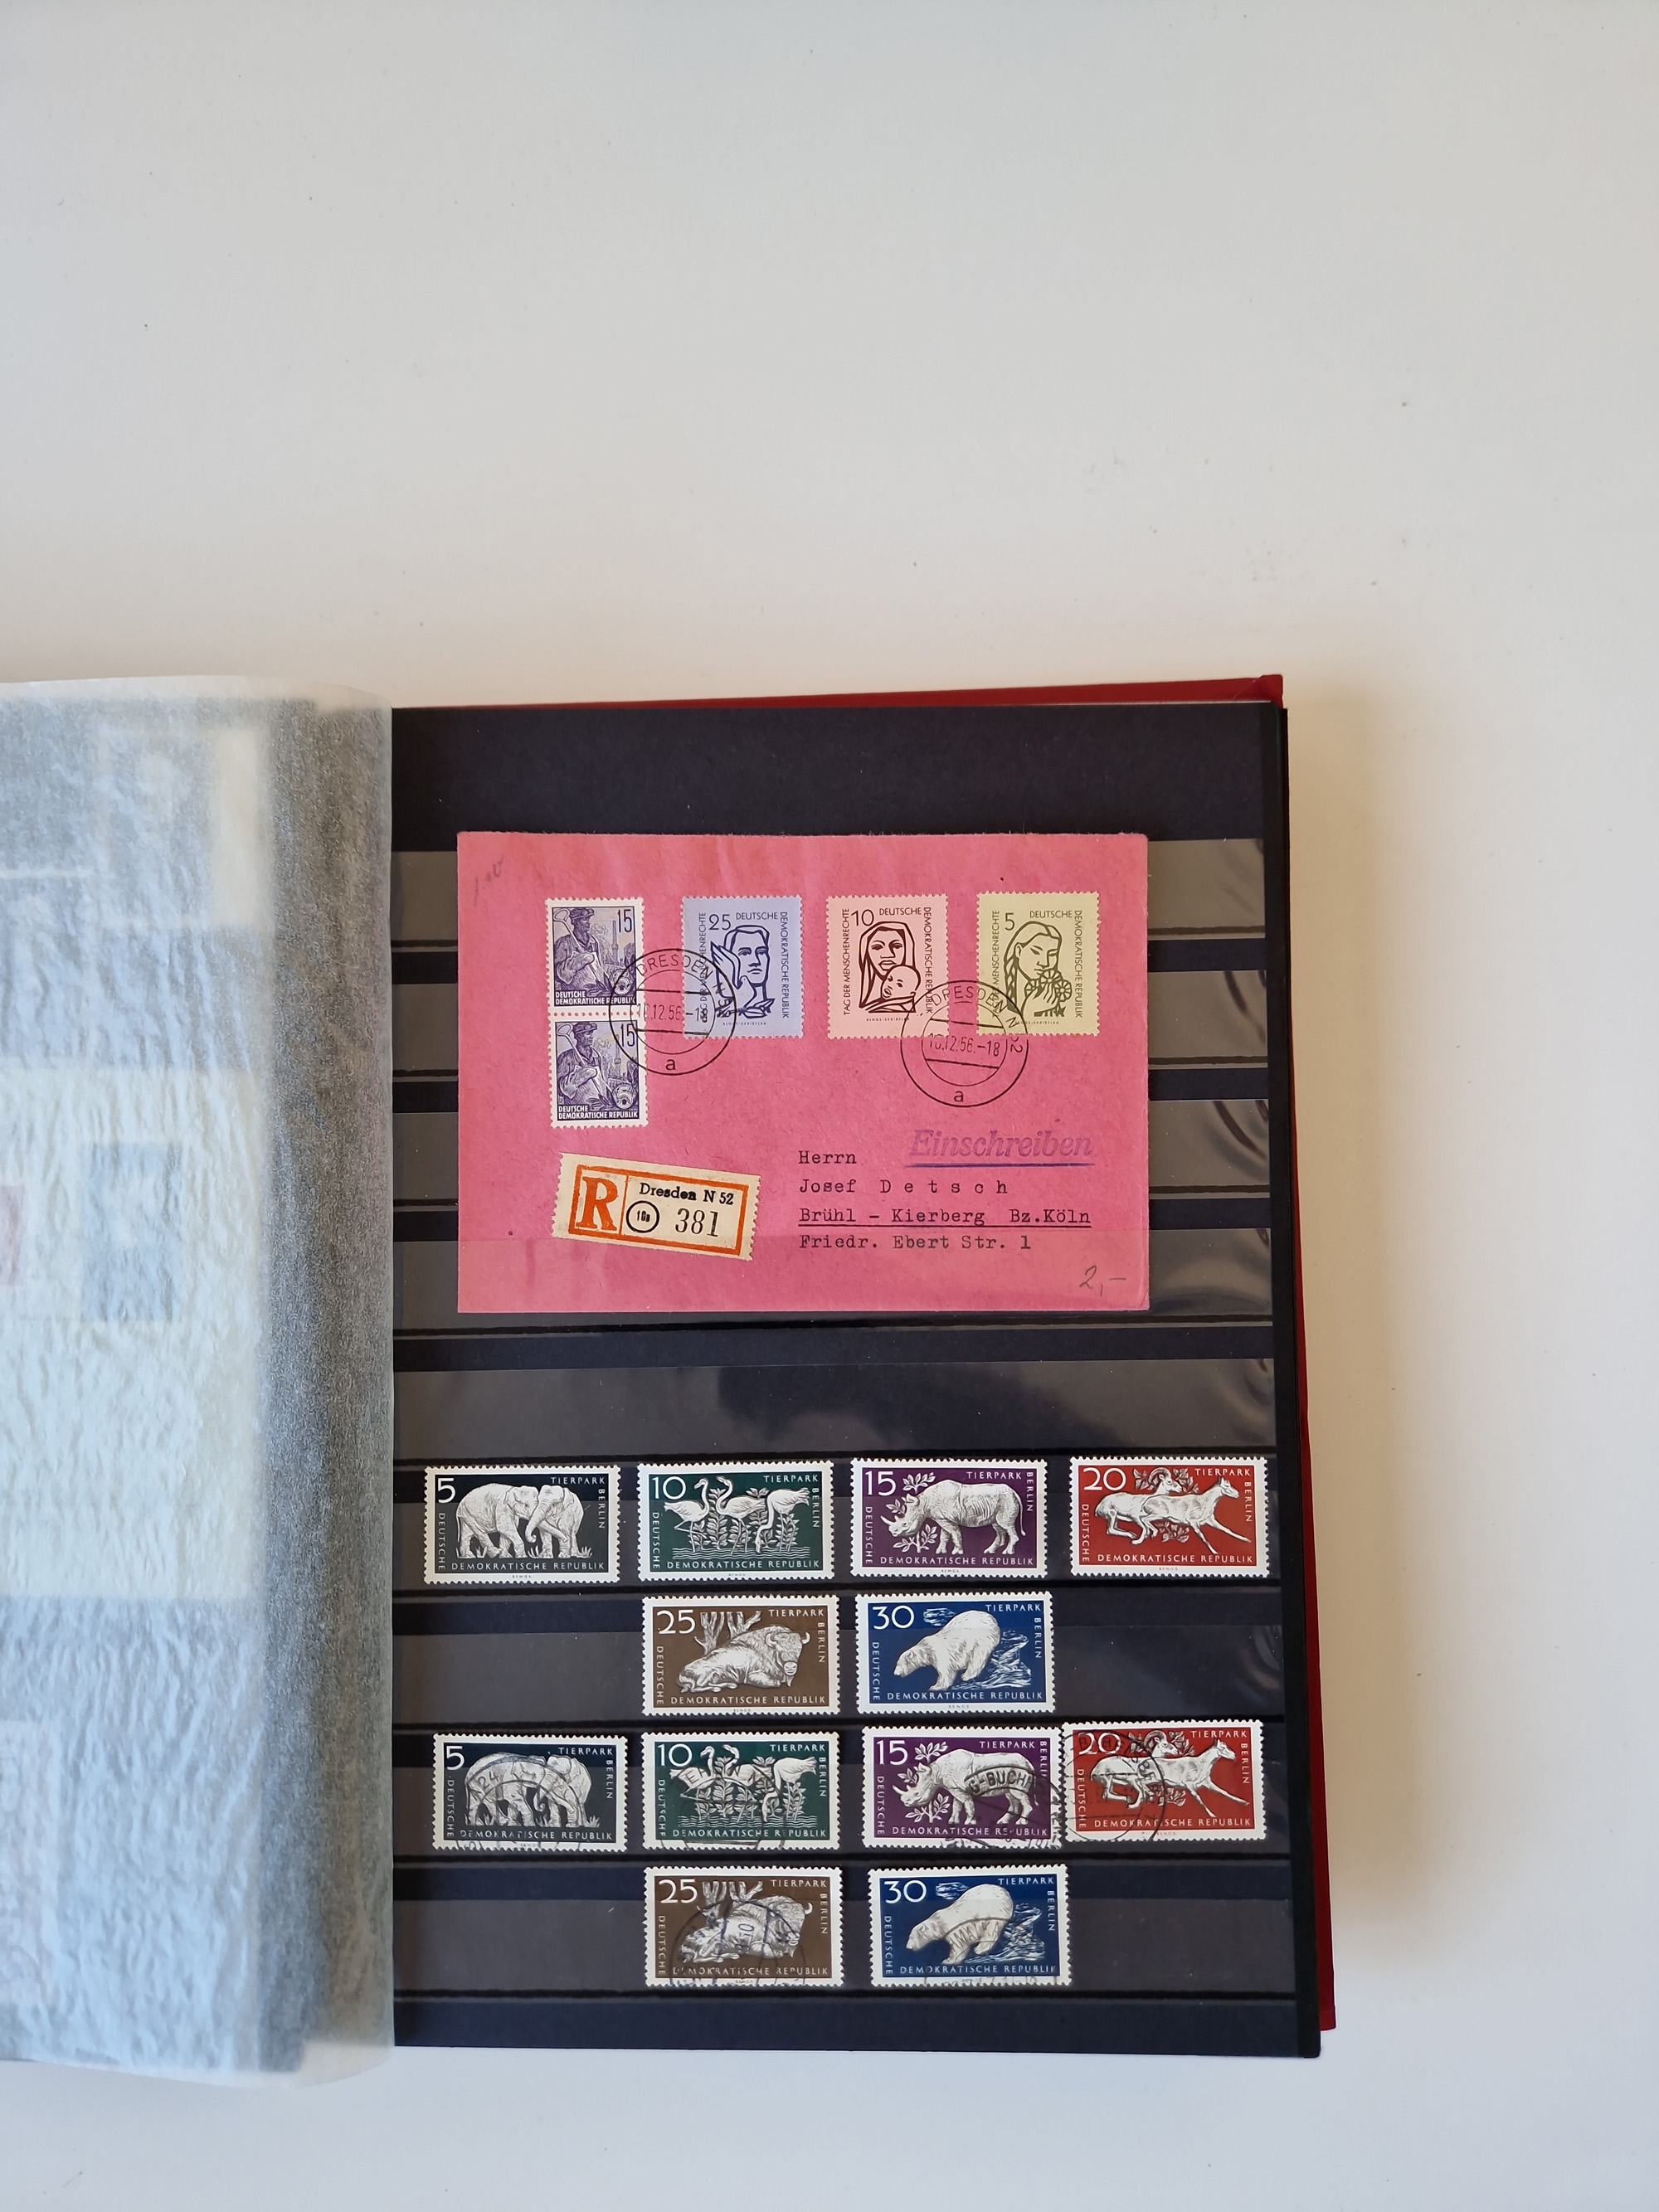 15
DEUTSCHE
DEMOKRATISCHE REPUBLIK
15
DEUTSCHE
DEMOKRATISCHE REPUBLIK
25 DEUTSCHE
DEMOKRATISCHE REPUBLIK
10 DEUTSCHE
DEMOKRATISCHE REPUBLIK
TAG DER MENSCHENRECHTE
5 DEUTSCHE
DEMOKRATISCHE REPUBLIK
MENSCHENRECHTE
DRESDEN
.12.56.-18
a
DRESDEN N
10.12.56.-18
a
Einschreiben
R
Dresden N 52
10a
381
Herrn
Josef Detsch
Brühl - Kierberg Bz.Köln
Friedr. Ebert Str. 1
2,-
5 TIERPARK
BERLIN
DEUTSCHE
DEMOKRATISCHE REPUBLIK
10 TIERPARK
BERLIN
DEUTSCHE
DEMOKRATISCHE REPUBLIK
15 TIERPARK
BERLIN
DEUTSCHE
DEMOKRATISCHE REPUBLIK
20 TIERPARK
BERLIN
DEUTSCHE
DEMOKRATISCHE REPUBLIK
25 TIERPARK
BERLIN
DEUTSCHE
DEMOKRATISCHE REPUBLIK
30 TIERPARK
BERLIN
DEUTSCHE
DEMOKRATISCHE REPUBLIK
5 TIERPARK
BERLIN
DEUTSCHE
DEMOKRATISCHE REPUBLIK
24
10 TIERPARK
BERLIN
DEUTSCHE
DEMOKRATISCHE REPUBLIK
15 TIERPARK
BERLIN
DEUTSCHE
DEMOKRATISCHE REPUBLIK
-BUCH
20 TIERPARK
BERLIN
DEUTSCHE
DEMOKRATISCHE REPUBLIK
25 TIERPARK
BERLIN
DEUTSCHE
DEMOKRATISCHE REPUBLIK
30 TIERPARK
BERLIN
DEUTSCHE
DEMOKRATISCHE REPUBLIK